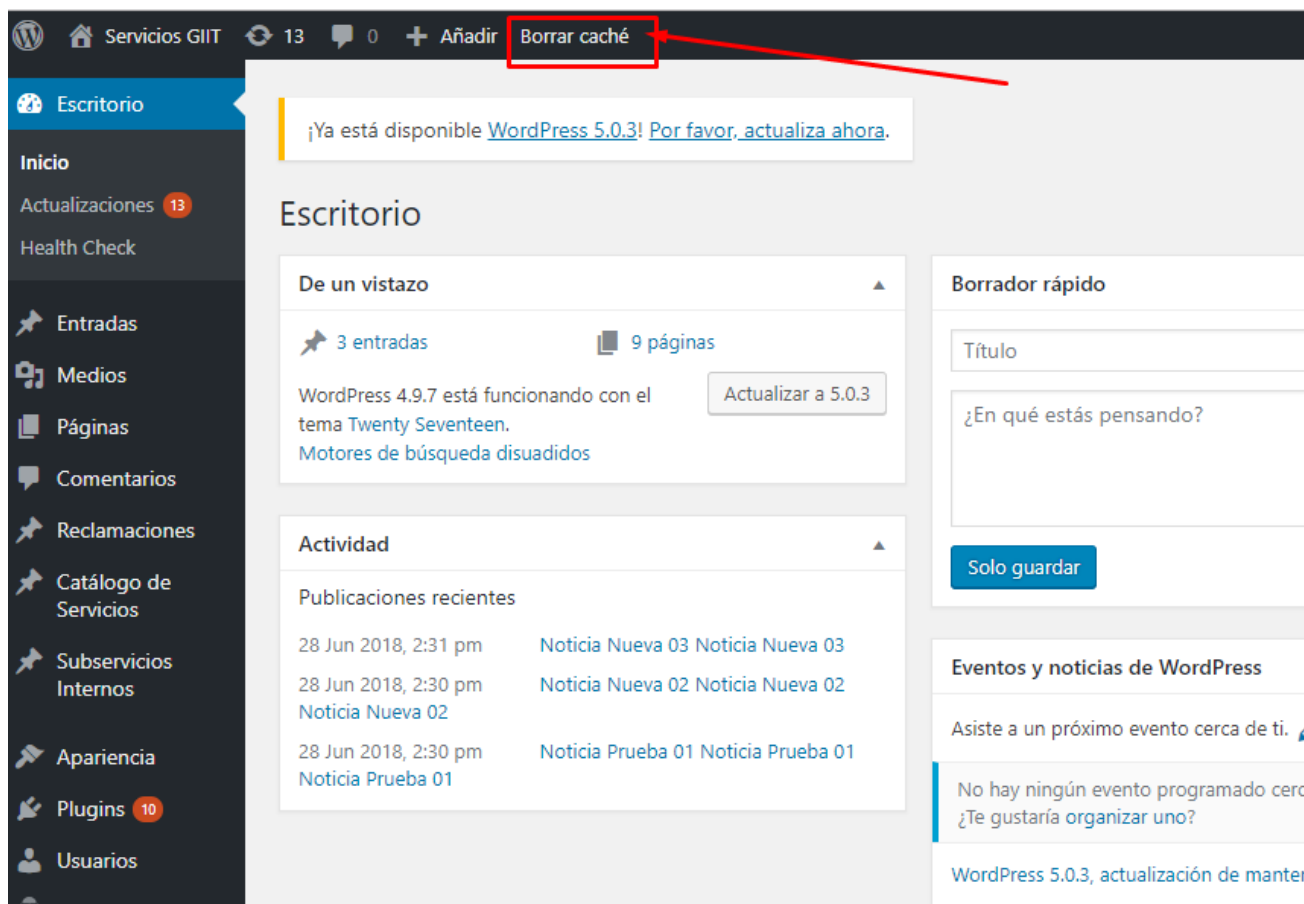 Servicios GIIT 13 0 Añadir Borrar caché
Escritorio
Inicio
Actualizaciones 13
Health Check
Entradas
Medios
Páginas
Comentarios
Reclamaciones
Catálogo de
Servicios
Subservicios
Internos
Apariencia
Plugins 10
Usuarios
¡Ya está disponible WordPress 5.0.3! Por favor, actualiza ahora.
Escritorio
De un vistazo
3 entradas 9 páginas
WordPress 4.9.7 está funcionando con el
tema Twenty Seventeen.
Actualizar a 5.0.3
Motores de búsqueda disuadidos
Actividad
Publicaciones recientes
28 Jun 2018, 2:31 pm Noticia Nueva 03 Noticia Nueva 03
28 Jun 2018, 2:30 pm Noticia Nueva 02 Noticia Nueva 02
Noticia Nueva 02
28 Jun 2018, 2:30 pm Noticia Prueba 01 Noticia Prueba 01
Noticia Prueba 01
Borrador rápido
Título
¿En qué estás pensando?
Solo guardar
Eventos y noticias de WordPress
Asiste a un próximo evento cerca de ti.
No hay ningún evento programado cerc
¿Te gustaría organizar uno?
WordPress 5.0.3, actualización de manter